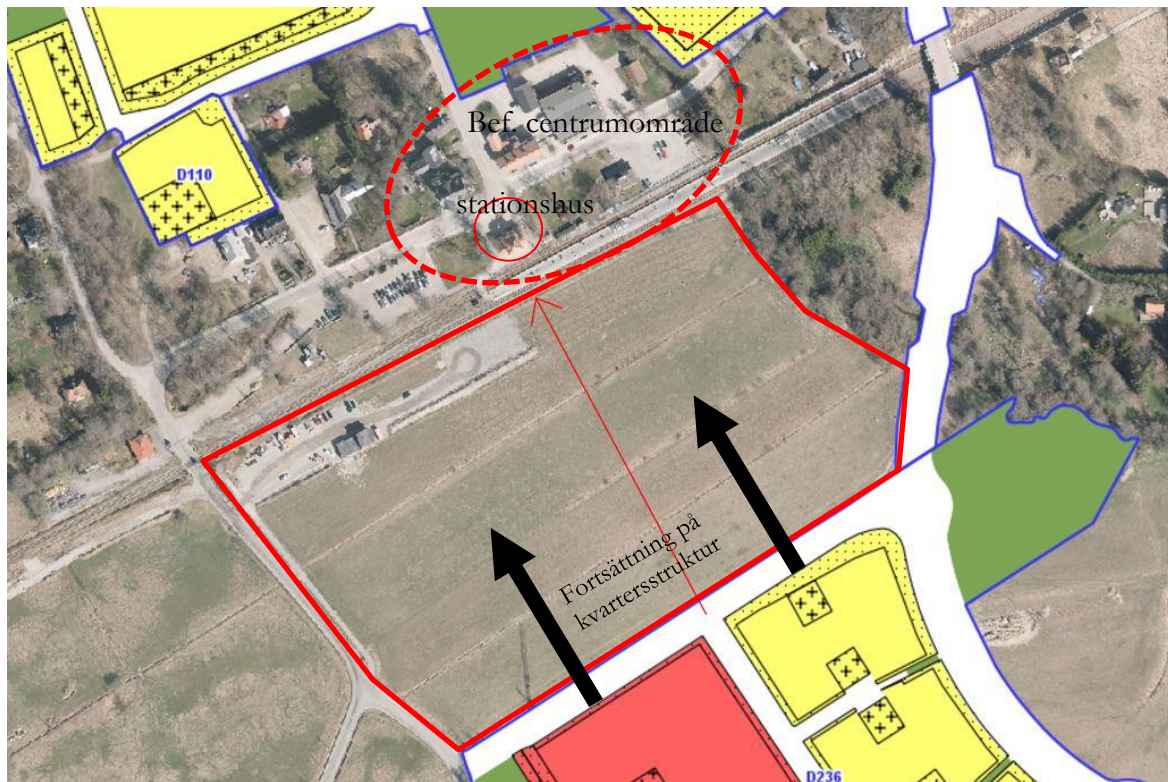 Bef. centrumområde
D110
stationshus
Fortsättning på
kvartersstruktur
D236